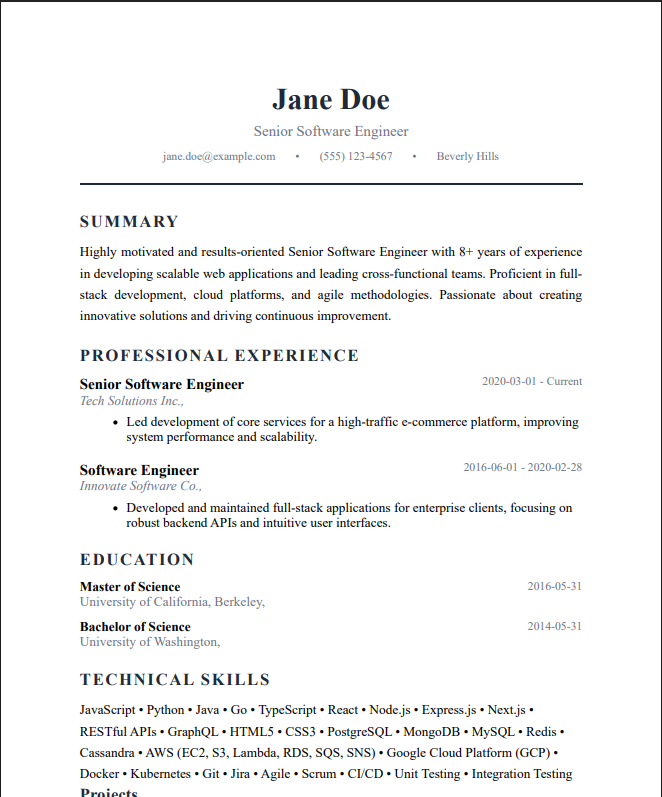 Jane Doe
Senior Software Engineer
jane.doe@example.com • (555) 123-4567 • Beverly Hills
SUMMARY
Highly motivated and results-oriented Senior Software Engineer with 8+ years of experience
in developing scalable web applications and leading cross-functional teams. Proficient in full-
stack development, cloud platforms, and agile methodologies. Passionate about creating
innovative solutions and driving continuous improvement.
PROFESSIONAL EXPERIENCE
Senior Software Engineer 2020-03-01 - Current
Tech Solutions Inc.,
• Led development of core services for a high-traffic e-commerce platform, improving
system performance and scalability.
Software Engineer 2016-06-01 - 2020-02-28
Innovate Software Co.,
• Developed and maintained full-stack applications for enterprise clients, focusing on
robust backend APIs and intuitive user interfaces.
EDUCATION
Master of Science 2016-05-31
University of California, Berkeley,
Bachelor of Science 2014-05-31
University of Washington,
TECHNICAL SKILLS
JavaScript • Python • Java • Go • TypeScript • React • Node.js • Express.js • Next.js •
RESTful APIs • GraphQL • HTML5 • CSS3 • PostgreSQL • MongoDB • MySQL • Redis •
Cassandra • AWS (EC2, S3, Lambda, RDS, SQS, SNS) • Google Cloud Platform (GCP) •
Docker • Kubernetes • Git • Jira • Agile • Scrum • CI/CD • Unit Testing • Integration Testing
Projects